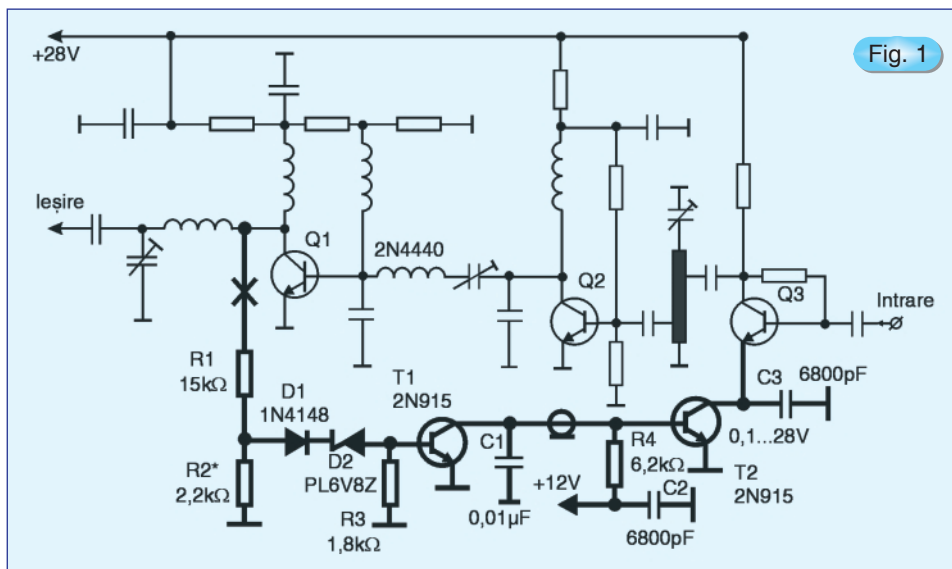 +28V
Fig. 1
Ieșire
Q1
2N4440
Q2
Q3
Intrare
R1
15kΩ
D1
1N4148
T1
2N915
C3
6800pF
R2*
2,2kΩ
D2
PL6V8Z
C1
R4
6,2kΩ
0,1...28V
T2
2N915
+12V
C2
R3
1,8kΩ
0,01µF
6800pF